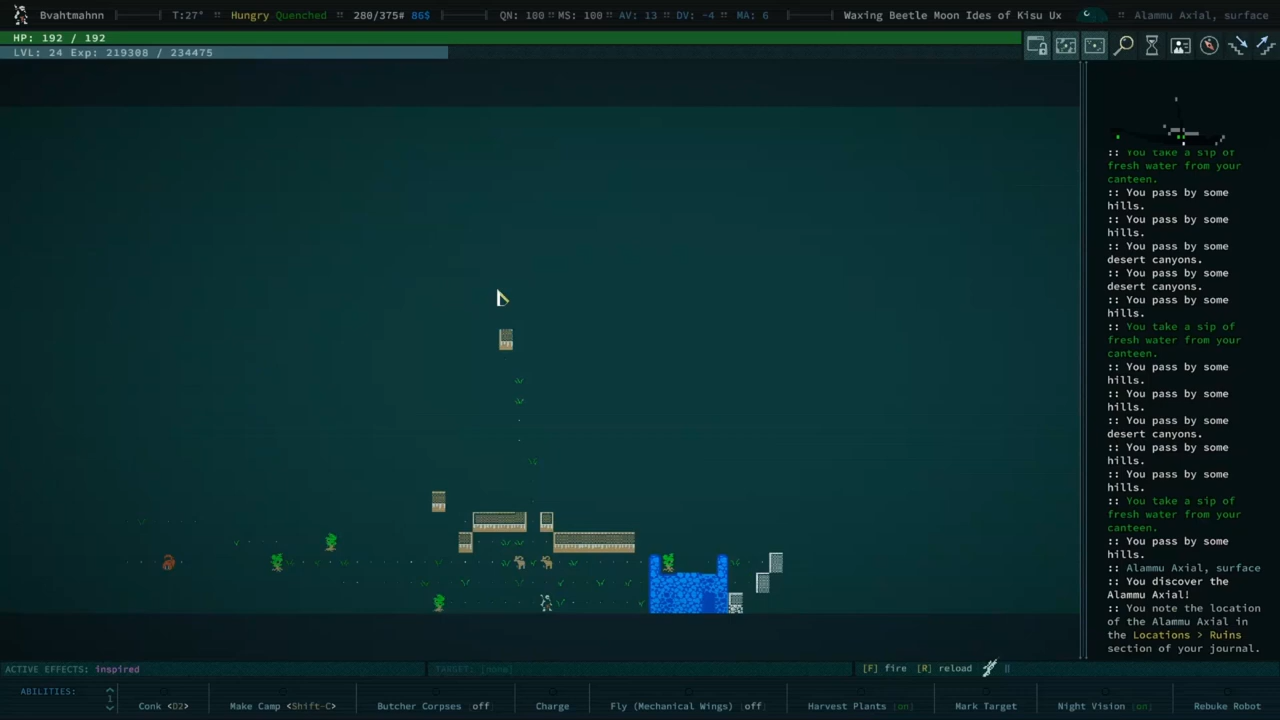 Bvahtmahnn T:27° :: Hungry Quenched :: 280/375# 86$ QN: 100 :: MS: 100 :: AV: 13 :: DV: -4 :: MA: 6 Waxing Beetle Moon Ides of Kisu Ux :: Alammu Axial, surface
HP: 192 / 192
LVL: 24 Exp: 219308 / 234475
:: You take a sip of
fresh water from your
canteen.
:: You pass by some
hills.
:: You pass by some
hills.
:: You pass by some
desert canyons.
:: You pass by some
desert canyons.
:: You pass by some
hills.
:: You take a sip of
fresh water from your
canteen.
:: You pass by some
hills.
:: You pass by some
hills.
:: You pass by some
desert canyons.
:: You pass by some
hills.
:: You pass by some
hills.
:: You take a sip of
fresh water from your
canteen.
:: You pass by some
hills.
:: Alammu Axial, surface
:: You discover the
Alammu Axial!
:: You note the location
of the Alammu Axial in
the Locations > Ruins
section of your journal.
ACTIVE EFFECTS: inspired TARGET: [none] [F] fire [R] reload
ABILITIES: 1 Conk <D2> Make Camp <Shift-C> Butcher Corpses (off) Charge Fly (Mechanical Wings) (off) Harvest Plants (on) Mark Target Night Vision (on) Rebuke Robot